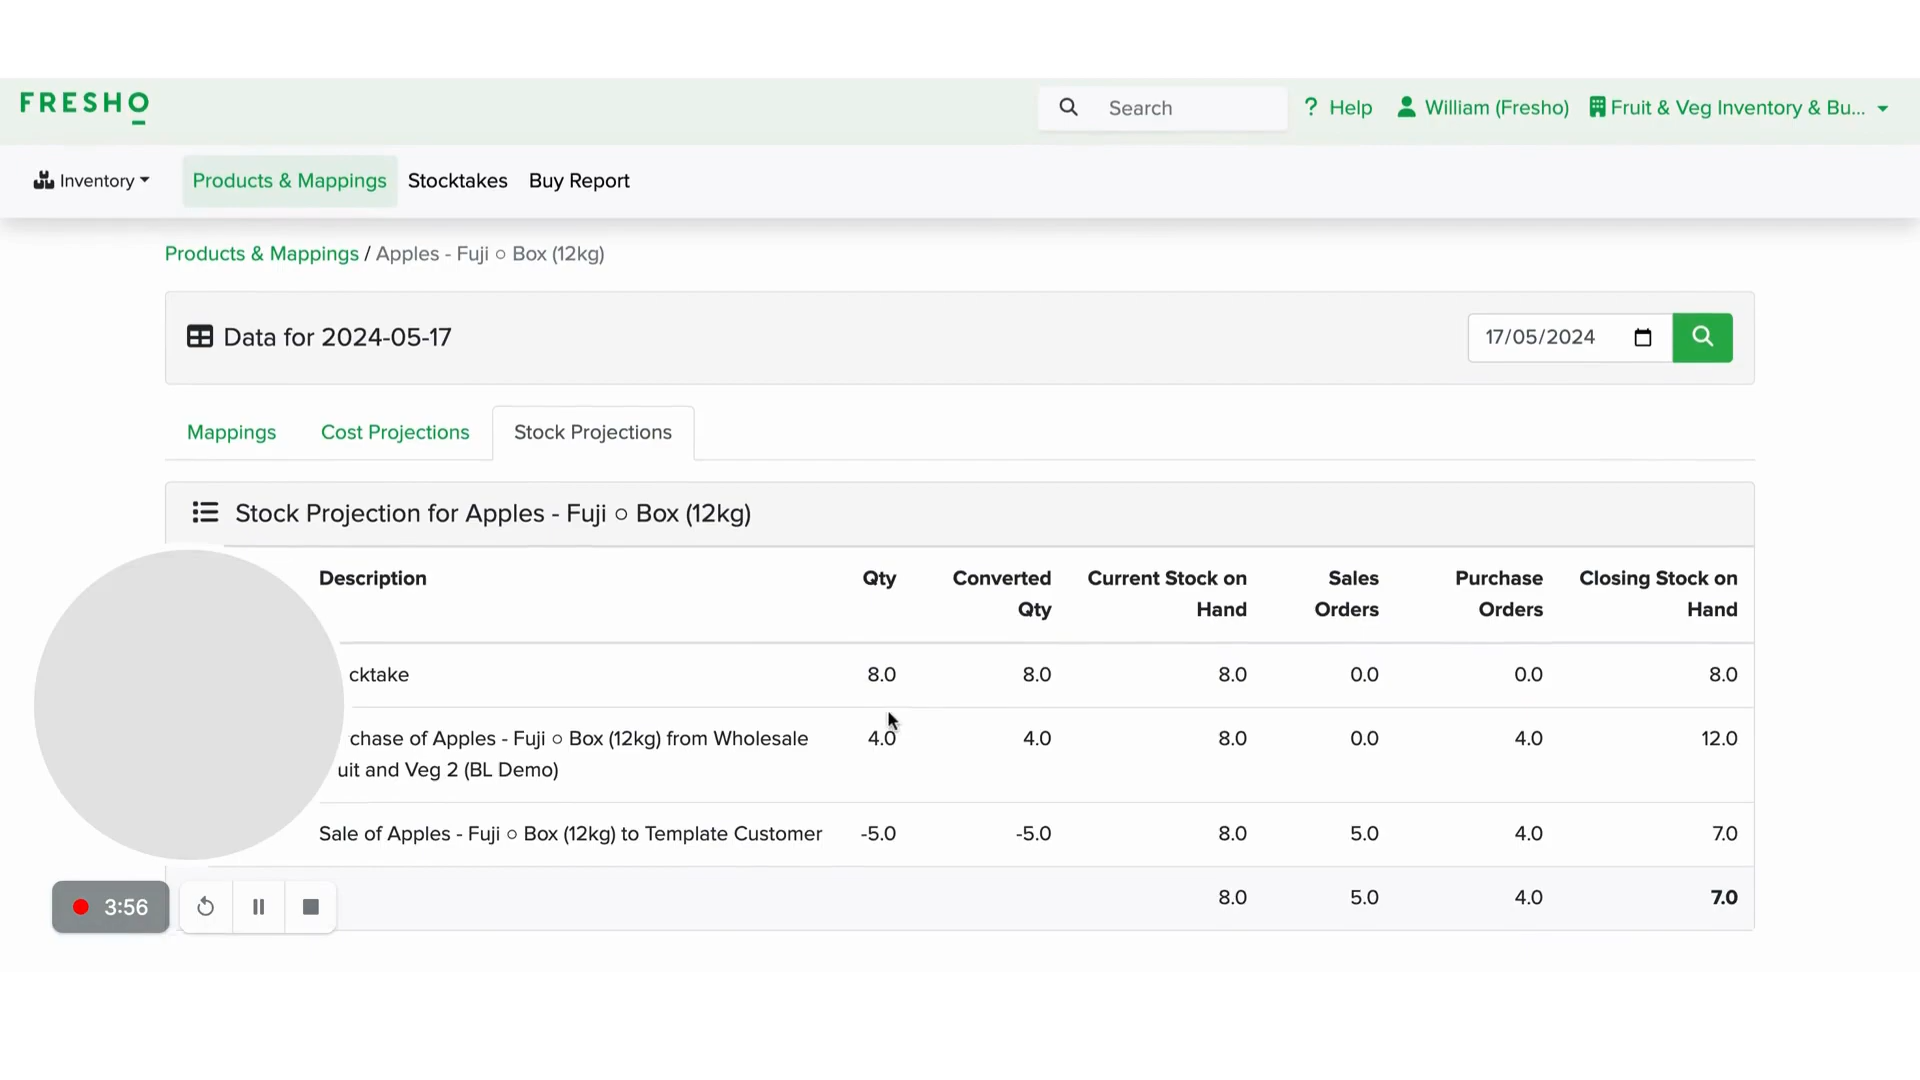 FRESHO
Search
? Help
William (Fresho)
Fruit & Veg Inventory & Bu...
Inventory
Products & Mappings
Stocktakes
Buy Report
Products & Mappings / Apples - Fuji ○ Box (12kg)
Data for 2024-05-17
17/05/2024
Mappings
Cost Projections
Stock Projections
Stock Projection for Apples - Fuji ○ Box (12kg)
Description Qty Converted Qty Current Stock on Hand Sales Orders Purchase Orders Closing Stock on Hand
cktake 8.0 8.0 8.0 0.0 0.0 8.0
chase of Apples - Fuji ○ Box (12kg) from Wholesale 4.0 4.0 8.0 0.0 4.0 12.0
uit and Veg 2 (BL Demo)
Sale of Apples - Fuji ○ Box (12kg) to Template Customer -5.0 -5.0 8.0 5.0 4.0 7.0
8.0 5.0 4.0 7.0
3:56